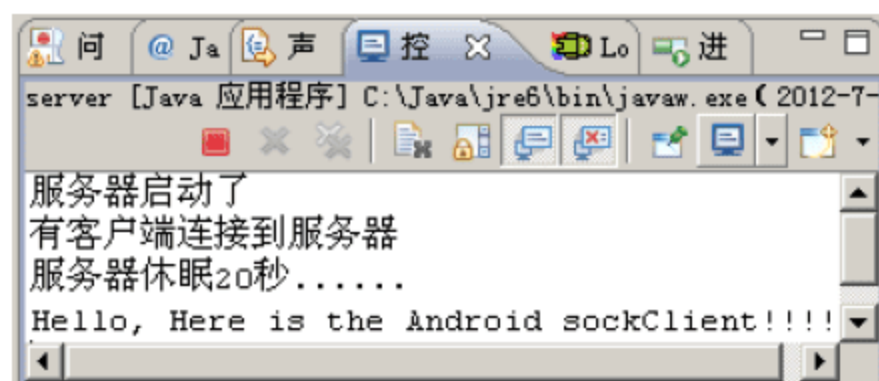 问 @ Ja 声 控 Lo 进
server [Java 应用程序] C:\Java\jre6\bin\javaw.exe ( 2012-7-
服务器启动了
有客户端连接到服务器
服务器休眠20秒......
Hello, Here is the Android sockClient!!!!